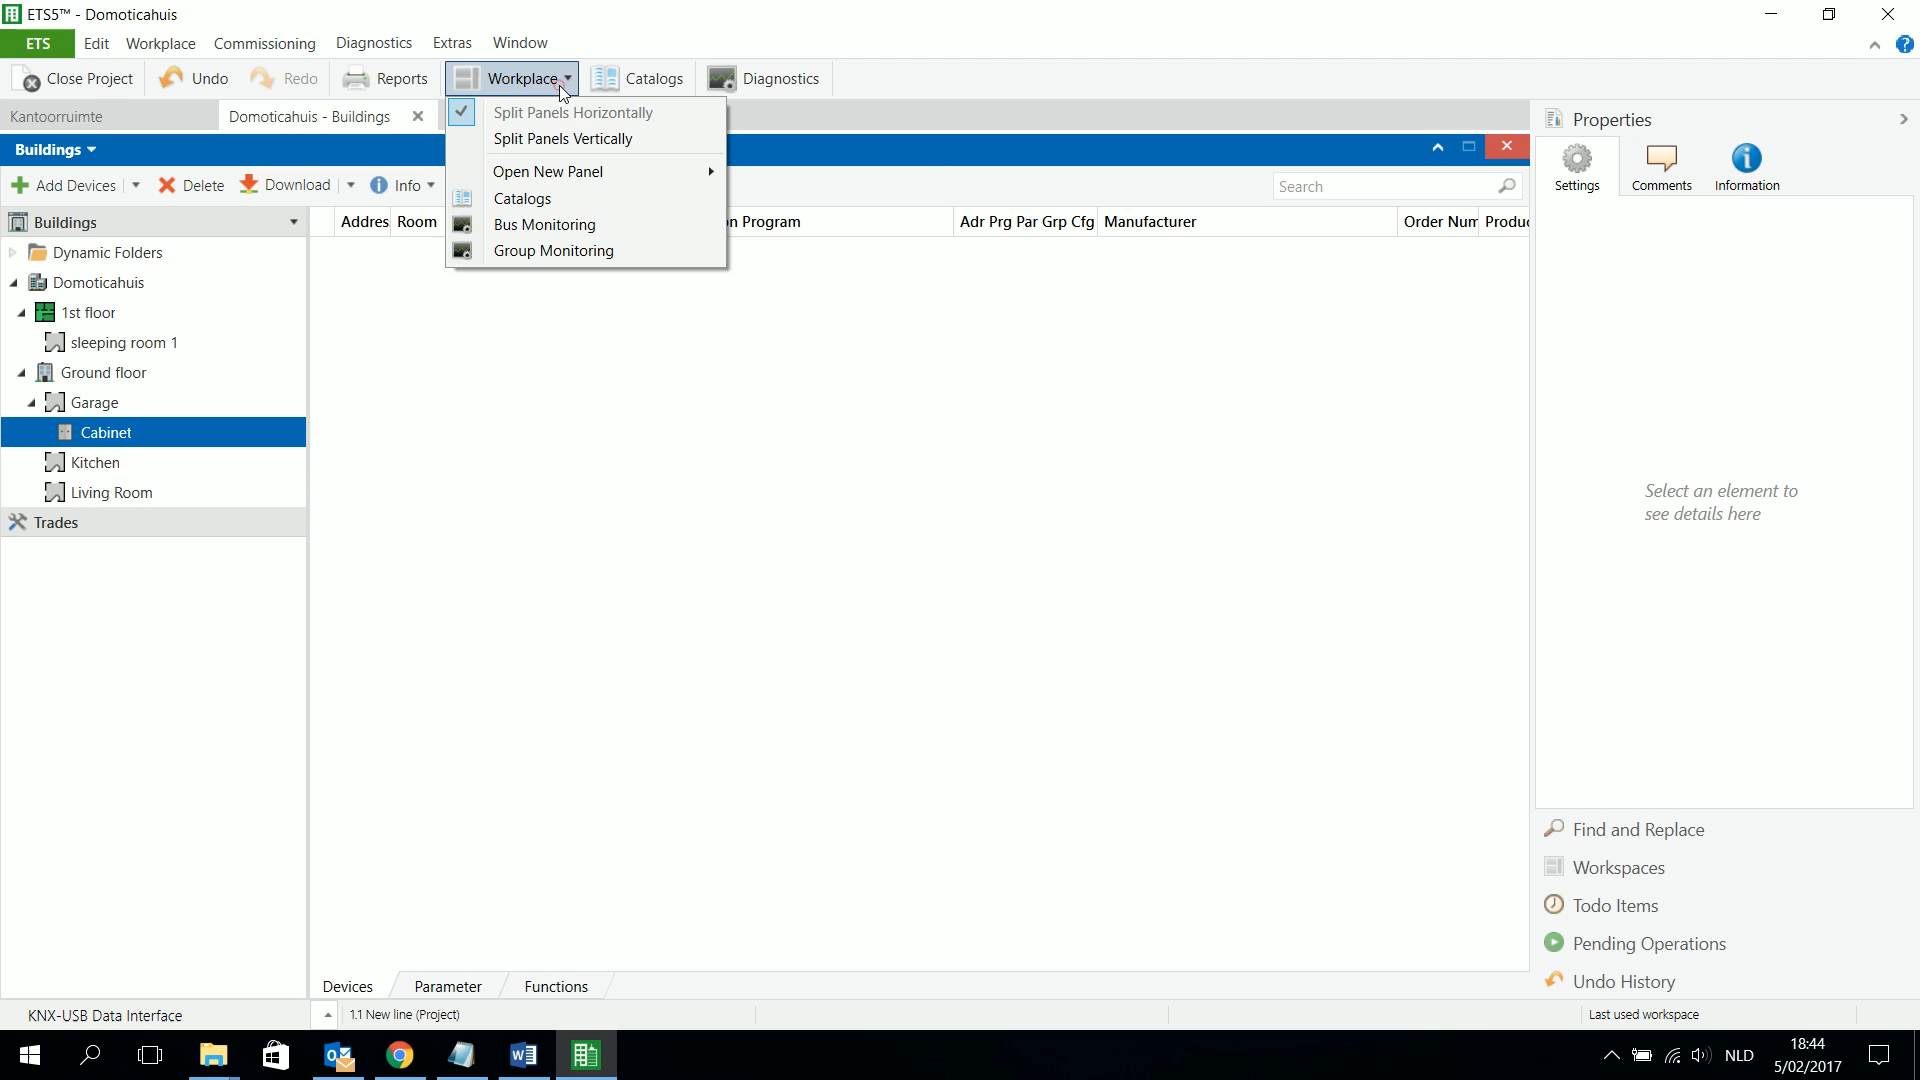 ETS5™ - Domoticahuis
ETS Edit Workplace Commissioning Diagnostics Extras Window
Close Project Undo Redo Reports Workplace Catalogs Diagnostics
Kantoorruimte Domoticahuis - Buildings
Split Panels Horizontally
Split Panels Vertically
Open New Panel
Catalogs
Bus Monitoring
Group Monitoring
Buildings
Add Devices Delete Download Info Search
Buildings
Dynamic Folders
Domoticahuis
1st floor
sleeping room 1
Ground floor
Garage
Cabinet
Kitchen
Living Room
Trades
Addres Room n Program Adr Prg Par Grp Cfg Manufacturer Order Num Produc
Devices Parameter Functions
Properties
Settings Comments Information
Select an element to
see details here
Find and Replace
Workspaces
Todo Items
Pending Operations
Undo History
KNX-USB Data Interface 1.1 New line (Project) Last used workspace
NLD
18:44
5/02/2017